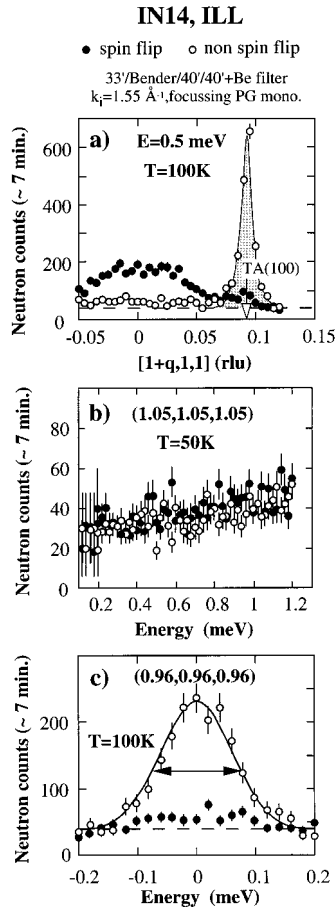 IN14, ILL
● spin flip ○ non spin flip
33'/Bender/40'/40'+Be filter
kᵢ=1.55 Å⁻¹,focussing PG mono.
a) E=0.5 meV
T=100K
TA(100)
Neutron counts (~ 7 min.)
600
400
200
0
-0.05 0 0.05 0.1 0.15
[1+q,1,1] (rlu)
b) (1.05,1.05,1.05)
T=50K
Neutron counts (~ 7 min.)
80
60
40
20
0
0.2 0.4 0.6 0.8 1 1.2
Energy (meV)
c) (0.96,0.96,0.96)
T=100K
Neutron counts (~ 7 min.)
200
100
0
-0.2 -0.1 0 0.1 0.2
Energy (meV)